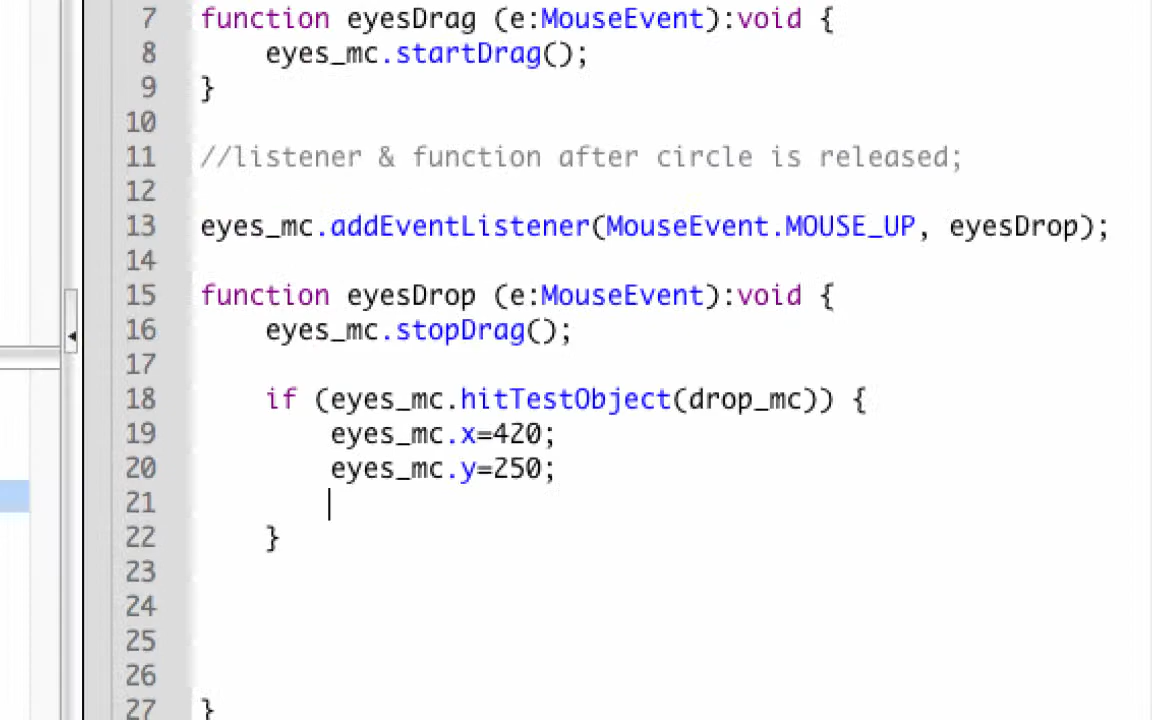 7 function eyesDrag (e:MouseEvent):void {
8 eyes_mc.startDrag();
9 }
10
11 //listener & function after circle is released;
12
13 eyes_mc.addEventListener(MouseEvent.MOUSE_UP, eyesDrop);
14
15 function eyesDrop (e:MouseEvent):void {
16 eyes_mc.stopDrag();
17
18 if (eyes_mc.hitTestObject(drop_mc)) {
19 eyes_mc.x=420;
20 eyes_mc.y=250;
21
22 }
23
24
25
26
27 }